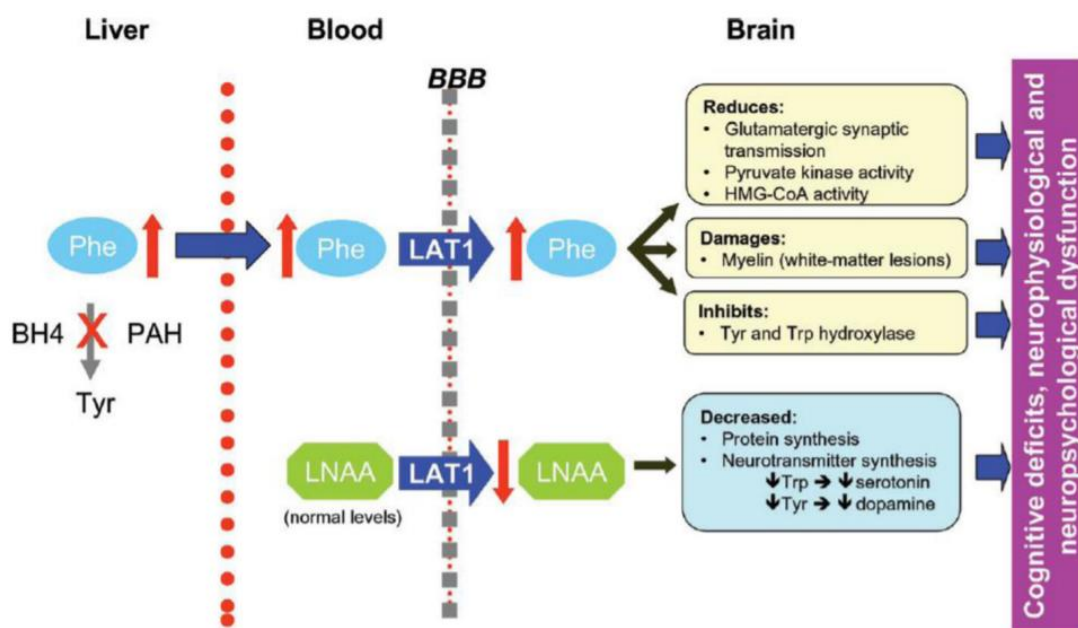 Liver
Blood
Brain
BBB
Reduces:
• Glutamatergic synaptic
transmission
• Pyruvate kinase activity
• HMG-CoA activity
Phe
Phe
LAT1
Phe
Damages:
• Myelin (white-matter lesions)
BH4
X
PAH
Inhibits:
• Tyr and Trp hydroxylase
Tyr
LNAA
(normal levels)
LAT1
LNAA
Decreased:
• Protein synthesis
• Neurotransmitter synthesis
↓Trp → ↓ serotonin
↓Tyr → ↓ dopamine
Cognitive deficits, neurophysiological and
neuropsychological dysfunction